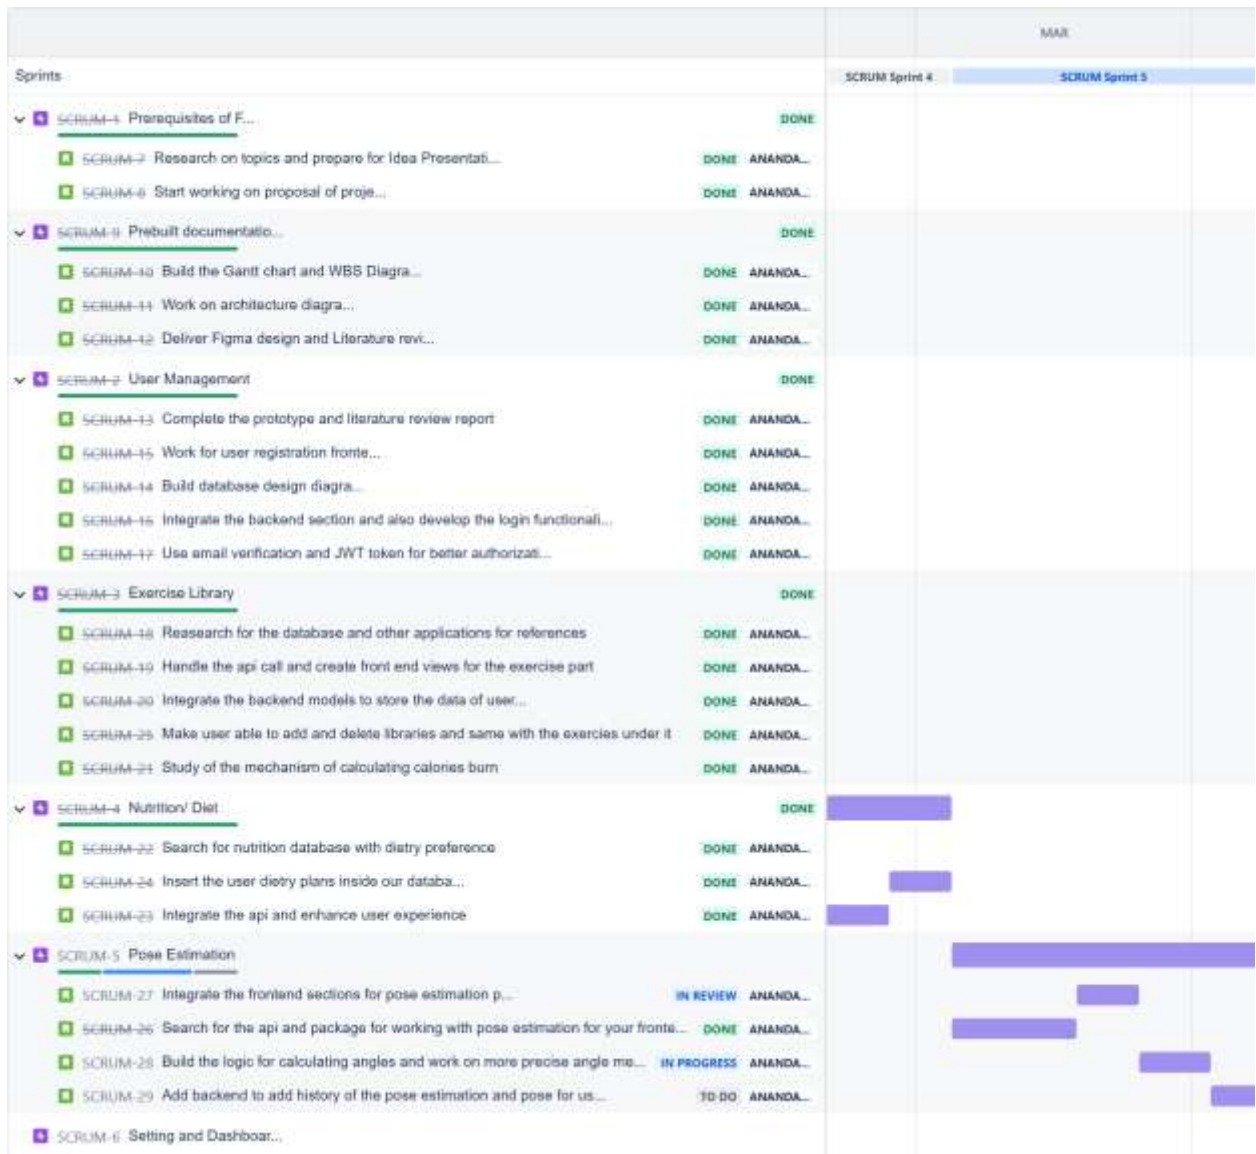 MAR
Sprints SCRUM Sprint 4 SCRUM Sprint 5
SCRUM-1 Prerequisites of F... DONE
SCRUM-7 Research on topics and prepare for Idea Presentati... DONE ANANDA...
SCRUM-8 Start working on proposal of proje... DONE ANANDA...
SCRUM-9 Prebuilt documentatio... DONE
SCRUM-10 Build the Gantt chart and WBS Diagra... DONE ANANDA...
SCRUM-11 Work on architecture diagra... DONE ANANDA...
SCRUM-12 Deliver Figma design and Literature revi... DONE ANANDA...
SCRUM-2 User Management DONE
SCRUM-13 Complete the prototype and literature review report DONE ANANDA...
SCRUM-15 Work for user registration fronte... DONE ANANDA...
SCRUM-14 Build database design diagra... DONE ANANDA...
SCRUM-16 Integrate the backend section and also develop the login functionali... DONE ANANDA...
SCRUM-17 Use email verification and JWT token for better authorizati... DONE ANANDA...
SCRUM-3 Exercise Library DONE
SCRUM-18 Reasearch for the database and other applications for references DONE ANANDA...
SCRUM-19 Handle the api call and create front end views for the exercise part DONE ANANDA...
SCRUM-20 Integrate the backend models to store the data of user... DONE ANANDA...
SCRUM-25 Make user able to add and delete libraries and same with the exercies under it DONE ANANDA...
SCRUM-21 Study of the mechanism of calculating calories burn DONE ANANDA...
SCRUM-4 Nutrition/ Diet DONE
SCRUM-22 Search for nutrition database with dietry preference DONE ANANDA...
SCRUM-24 Insert the user dietry plans inside our databa... DONE ANANDA...
SCRUM-23 Integrate the api and enhance user experience DONE ANANDA...
SCRUM-5 Pose Estimation
SCRUM-27 Integrate the frontend sections for pose estimation p... IN REVIEW ANANDA...
SCRUM-26 Search for the api and package for working with pose estimation for your fronte... DONE ANANDA...
SCRUM-28 Build the logic for calculating angles and work on more precise angle me... IN PROGRESS ANANDA...
SCRUM-29 Add backend to add history of the pose estimation and pose for us... TO DO ANANDA...
SCRUM-6 Setting and Dashboar...